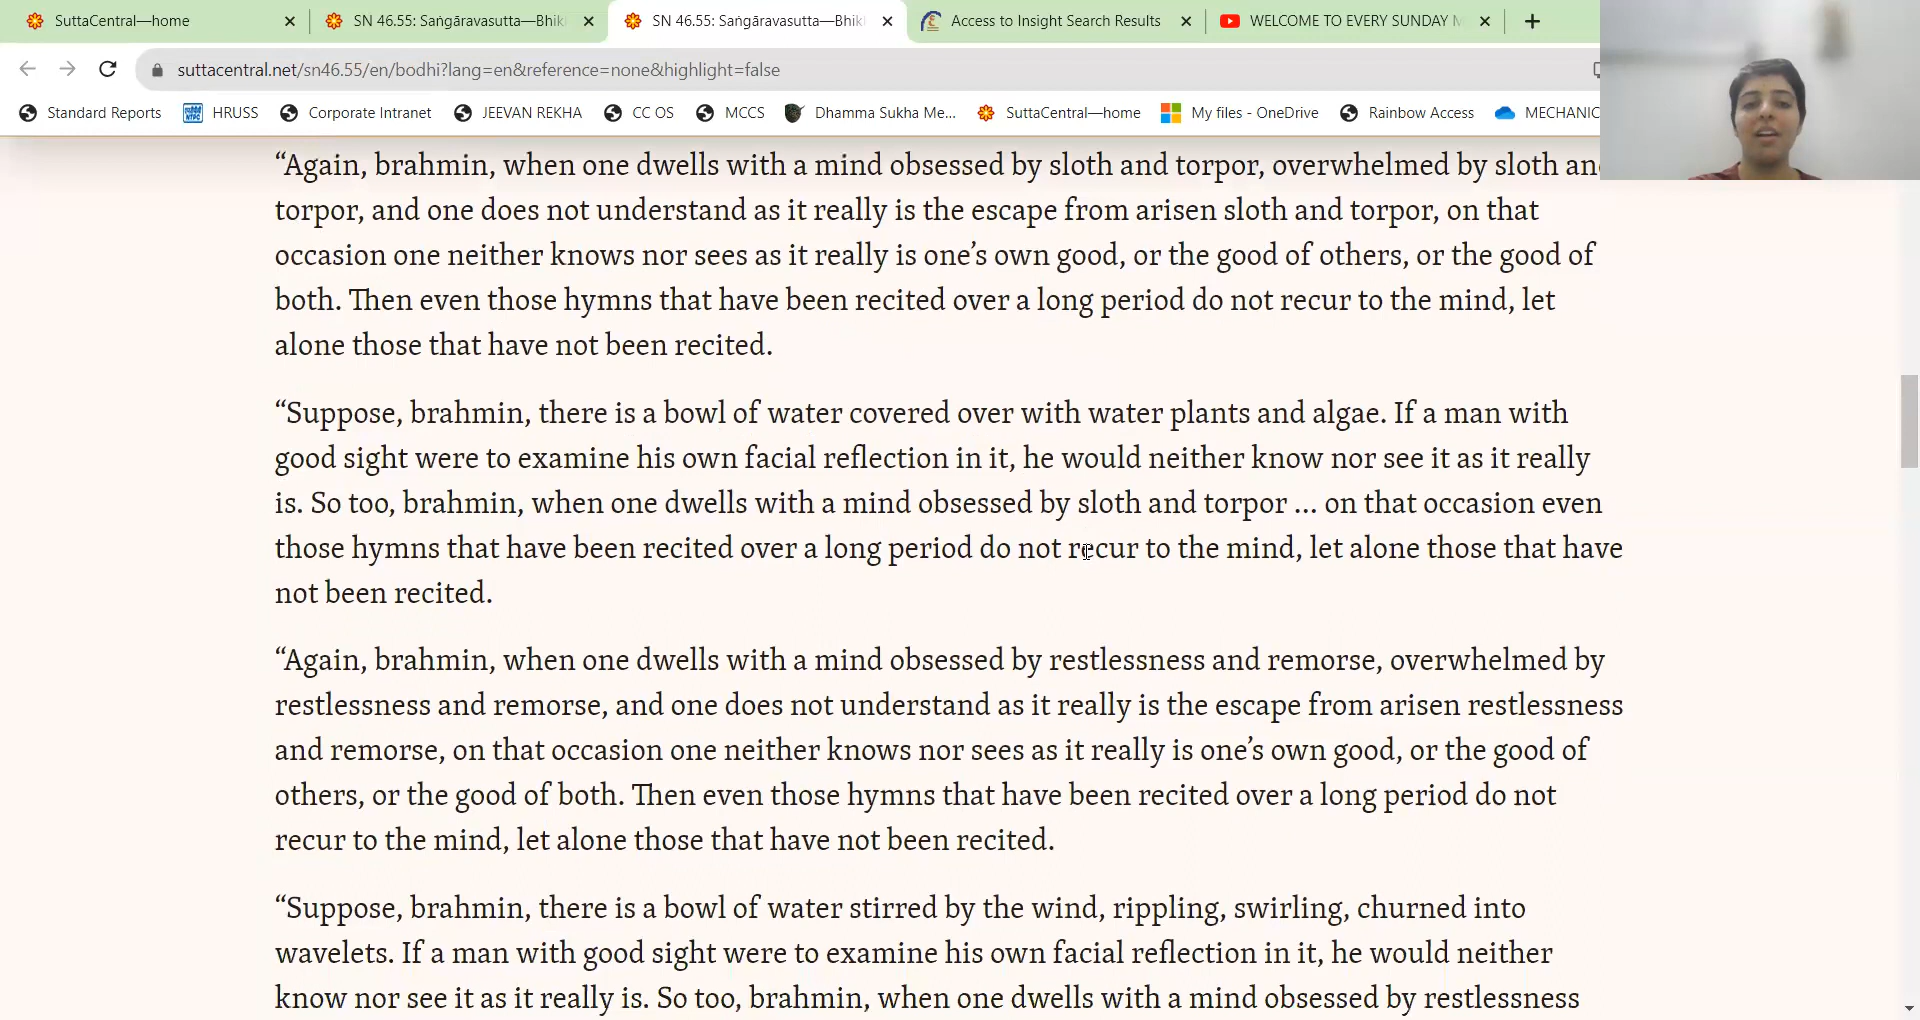 SuttaCentral—home
SN 46.55: Saṅgāravasutta—Bhik
SN 46.55: Saṅgāravasutta—Bhikl
Access to Insight Search Results
WELCOME TO EVERY SUNDAY M
suttacentral.net/sn46.55/en/bodhi?lang=en&reference=none&highlight=false
Standard Reports
HRUSS
Corporate Intranet
JEEVAN REKHA
CC OS
MCCS
Dhamma Sukha Me...
SuttaCentral—home
My files - OneDrive
Rainbow Access
MECHANIC
“Again, brahmin, when one dwells with a mind obsessed by sloth and torpor, overwhelmed by sloth and
torpor, and one does not understand as it really is the escape from arisen sloth and torpor, on that
occasion one neither knows nor sees as it really is one’s own good, or the good of others, or the good of
both. Then even those hymns that have been recited over a long period do not recur to the mind, let
alone those that have not been recited.
“Suppose, brahmin, there is a bowl of water covered over with water plants and algae. If a man with
good sight were to examine his own facial reflection in it, he would neither know nor see it as it really
is. So too, brahmin, when one dwells with a mind obsessed by sloth and torpor … on that occasion even
those hymns that have been recited over a long period do not recur to the mind, let alone those that have
not been recited.
“Again, brahmin, when one dwells with a mind obsessed by restlessness and remorse, overwhelmed by
restlessness and remorse, and one does not understand as it really is the escape from arisen restlessness
and remorse, on that occasion one neither knows nor sees as it really is one’s own good, or the good of
others, or the good of both. Then even those hymns that have been recited over a long period do not
recur to the mind, let alone those that have not been recited.
“Suppose, brahmin, there is a bowl of water stirred by the wind, rippling, swirling, churned into
wavelets. If a man with good sight were to examine his own facial reflection in it, he would neither
know nor see it as it really is. So too, brahmin, when one dwells with a mind obsessed by restlessness